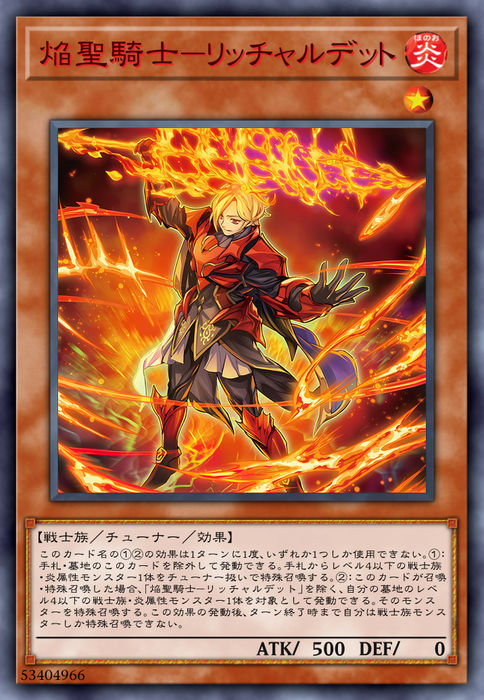 焔聖騎士－リッチャルデット
ほのお
炎
【戦士族／チューナー／効果】
このカード名の①②の効果は1ターンに1度、いずれか1つしか使用できない。①：
手札・墓地のこのカードを除外して発動できる。手札からレベル4以下の戦士族・
炎属性モンスター1体をチューナー扱いで特殊召喚する。②：このカードが召喚
・特殊召喚した場合、「焔聖騎士－リッチャルデット」を除く、自分の墓地のレベ
ル4以下の戦士族・炎属性モンスター1体を対象として発動できる。そのモンス
ターを特殊召喚する。この効果の発動後、ターン終了時まで自分は戦士族モンス
ターしか特殊召喚できない。
ATK/ 500 DEF/ 0
53404966